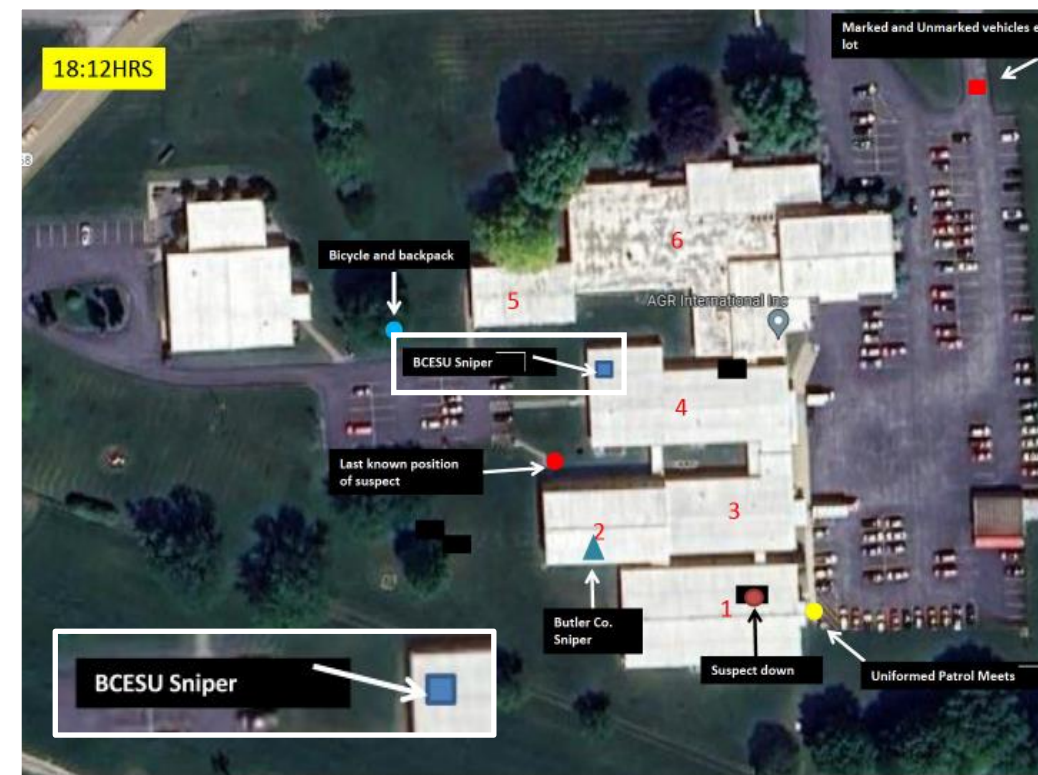 18:12HRS
Marked and Unmarked vehicles e
lot
68
Bicycle and backpack
6
5
AGR International Inc
BCESU Sniper
4
Last known position
of suspect
3
2
1
Butler Co.
Sniper
Suspect down
Uniformed Patrol Meets
BCESU Sniper